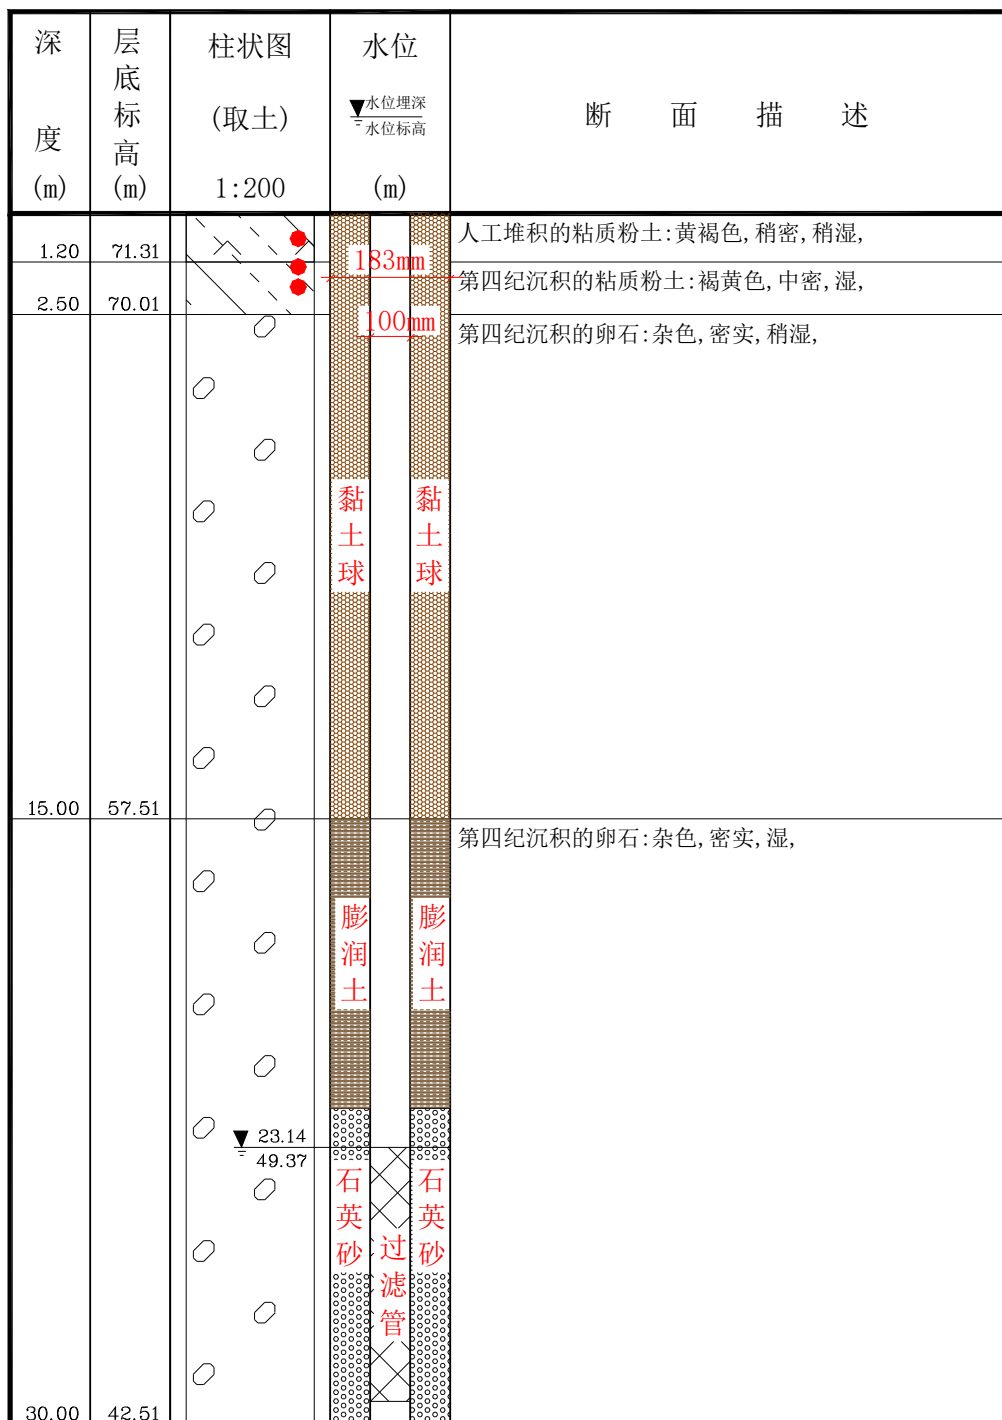 深度(m)
层底标高(m)
柱状图
(取土)
1:200
水位
水位埋深
水位标高
(m)
断面描述
1.20 71.31
人工堆积的粘质粉土:黄褐色,稍密,稍湿,
183mm
2.50 70.01
第四纪沉积的粘质粉土:褐黄色,中密,湿,
100mm
第四纪沉积的卵石:杂色,密实,稍湿,
黏土球
黏土球
15.00 57.51
第四纪沉积的卵石:杂色,密实,湿,
膨润土
膨润土
23.14
49.37
石英砂
石英砂
过滤管
30.00 42.51